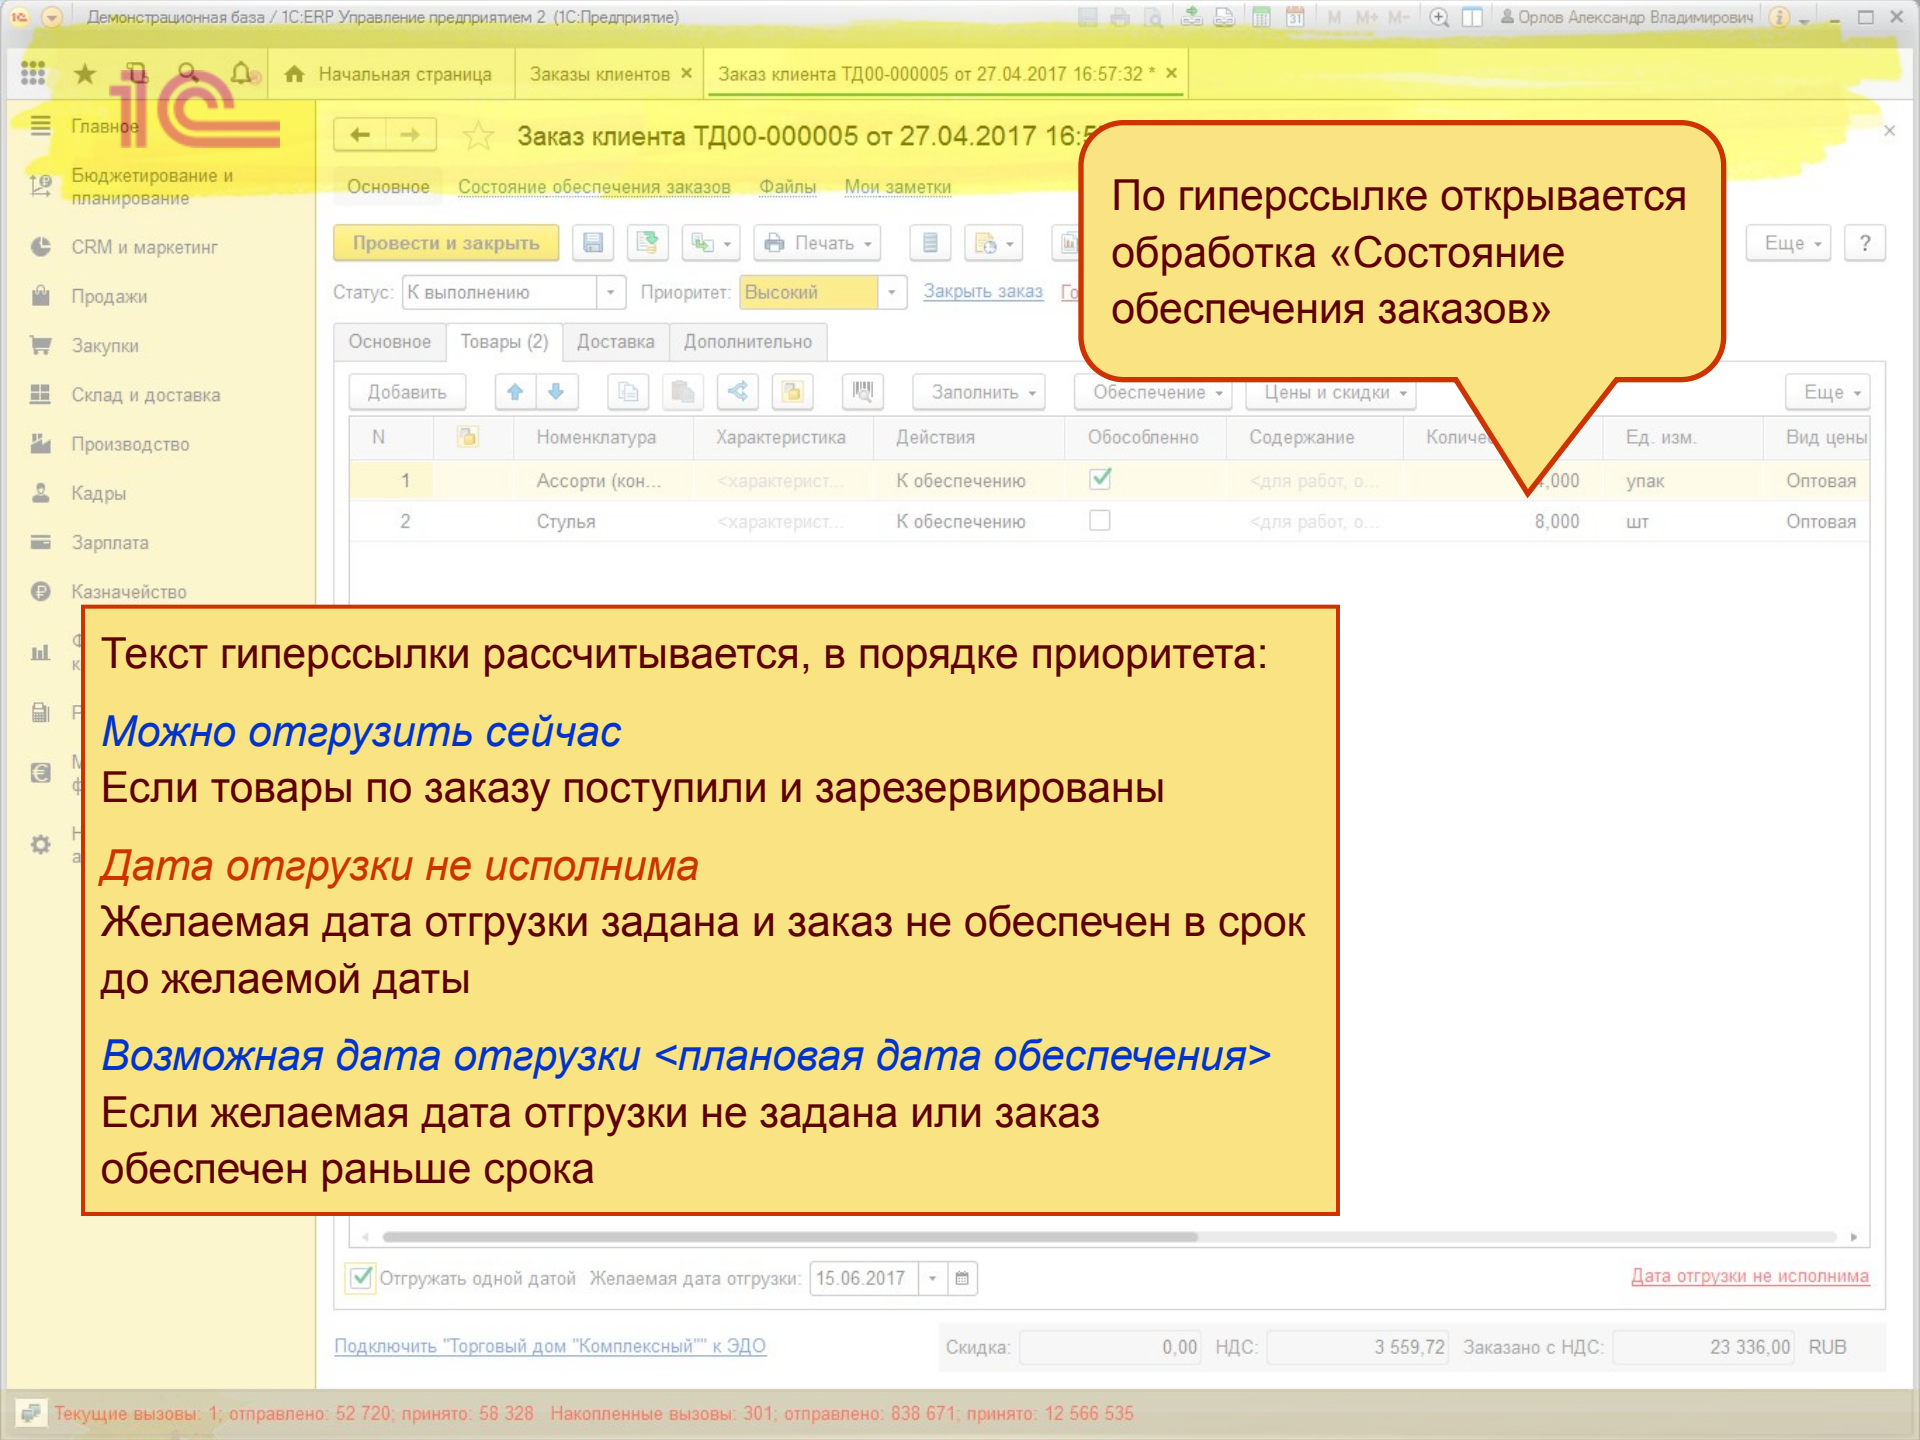 Демонстрационная база / 1С:ERP Управление предприятием 2 (1С:Предприятие)
M M+ M-
Орлов Александр Владимирович
Начальная страница
Заказы клиентов ×
Заказ клиента ТД00-000005 от 27.04.2017 16:57:32 * ×
1С
Главное
Бюджетирование и
планирование
CRM и маркетинг
Продажи
Закупки
Склад и доставка
Производство
Кадры
Зарплата
Казначейство
Заказ клиента ТД00-000005 от 27.04.2017 16:5
Основное Состояние обеспечения заказов Файлы Мои заметки
Провести и закрыть Печать Еще ?
Статус: К выполнению Приоритет: Высокий Закрыть заказ
По гиперссылке открывается
обработка «Состояние
обеспечения заказов»
Основное Товары (2) Доставка Дополнительно
Добавить Заполнить Обеспечение Цены и скидки Еще
N Номенклатура Характеристика Действия Обособленно Содержание Количес Ед. изм. Вид цены
1 Ассорти (кон... <характерист... К обеспечению <для работ, о... ,000 упак Оптовая
2 Стулья <характерист... К обеспечению <для работ, о... 8,000 шт Оптовая
Текст гиперссылки рассчитывается, в порядке приоритета:
Можно отгрузить сейчас
Если товары по заказу поступили и зарезервированы
Дата отгрузки не исполнима
Желаемая дата отгрузки задана и заказ не обеспечен в срок
до желаемой даты
Возможная дата отгрузки <плановая дата обеспечения>
Если желаемая дата отгрузки не задана или заказ
обеспечен раньше срока
Отгружать одной датой Желаемая дата отгрузки: 15.06.2017 Дата отгрузки не исполнима
Подключить "Торговый дом "Комплексный"" к ЭДО Скидка: 0,00 НДС: 3 559,72 Заказано с НДС: 23 336,00 RUB
Текущие вызовы: 1; отправлено: 52 720; принято: 58 328 Накопленные вызовы: 301; отправлено: 838 671; принято: 12 566 535